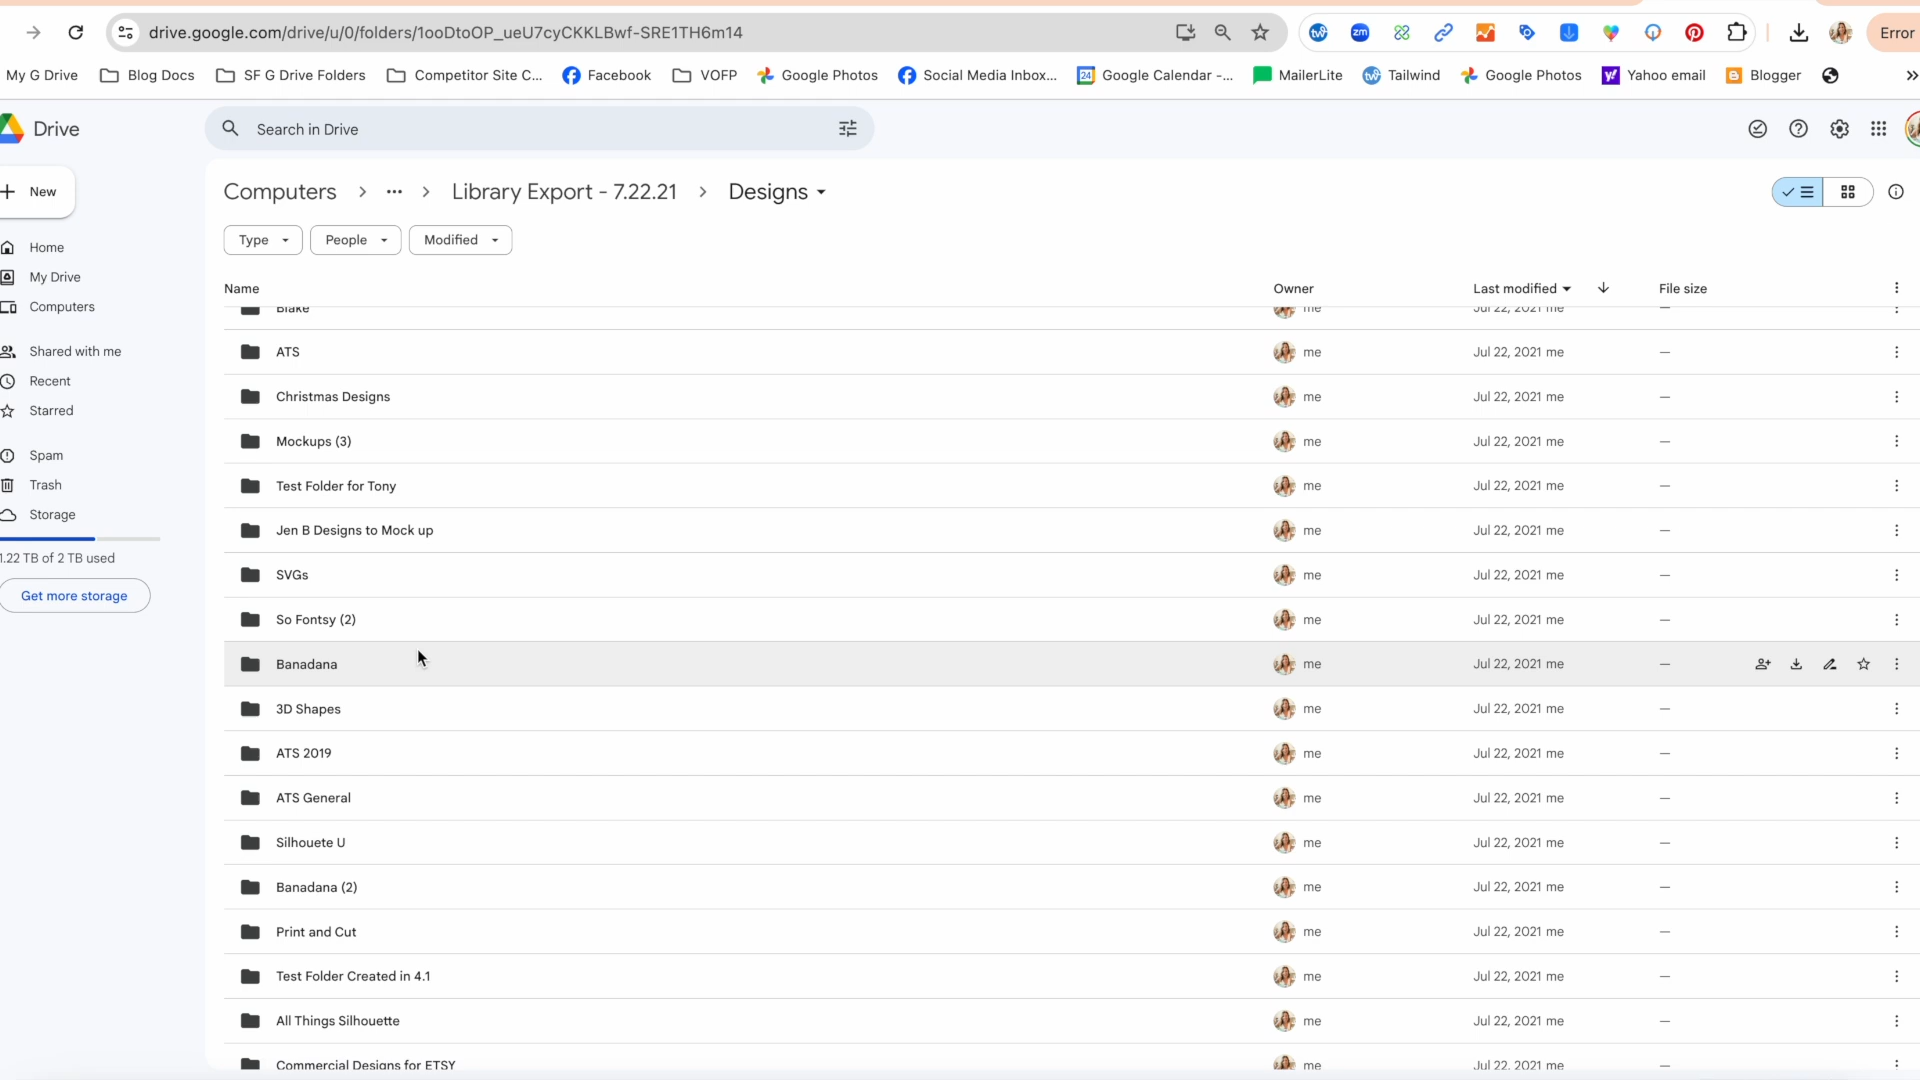 drive.google.com/drive/u/0/folders/1ooDtoOP_ueU7cyCKKLBwf-SRE1TH6m14
Error
My G Drive Blog Docs SF G Drive Folders Competitor Site C... Facebook VOFP Google Photos Social Media Inbox... Google Calendar -... MailerLite Tailwind Google Photos Yahoo email Blogger
Drive
Search in Drive
New
Home
My Drive
Computers
Shared with me
Recent
Starred
Spam
Trash
Storage
1.22 TB of 2 TB used
Get more storage
Computers > ... > Library Export - 7.22.21 > Designs
Type People Modified
Name Owner Last modified File size
Blake me Jul 22, 2021 me —
ATS me Jul 22, 2021 me —
Christmas Designs me Jul 22, 2021 me —
Mockups (3) me Jul 22, 2021 me —
Test Folder for Tony me Jul 22, 2021 me —
Jen B Designs to Mock up me Jul 22, 2021 me —
SVGs me Jul 22, 2021 me —
So Fontsy (2) me Jul 22, 2021 me —
Banadana me Jul 22, 2021 me —
3D Shapes me Jul 22, 2021 me —
ATS 2019 me Jul 22, 2021 me —
ATS General me Jul 22, 2021 me —
Silhouete U me Jul 22, 2021 me —
Banadana (2) me Jul 22, 2021 me —
Print and Cut me Jul 22, 2021 me —
Test Folder Created in 4.1 me Jul 22, 2021 me —
All Things Silhouette me Jul 22, 2021 me —
Commercial Designs for ETSY me Jul 22, 2021 me —